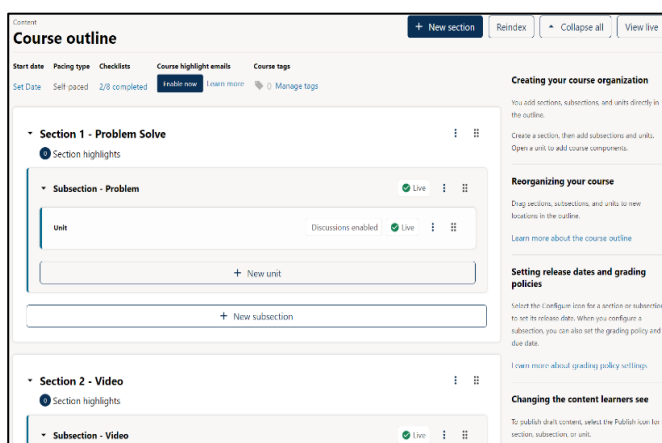 Content
Course outline
+ New section
Reindex
Collapse all
View live
Start date
Pacing type
Checklists
Course highlight emails
Course tags
Set Date
Self-paced
2/8 completed
Enable now
Learn more
0 Manage tags
Section 1 - Problem Solve
0 Section highlights
Subsection - Problem
Live
Unit
Discussions enabled
Live
+ New unit
+ New subsection
Section 2 - Video
0 Section highlights
Subsection - Video
Live
Creating your course organization
You add sections, subsections, and units directly in
the outline.
Create a section, then add subsections and units.
Open a unit to add course components.
Reorganizing your course
Drag sections, subsections, and units to new
locations in the outline.
Learn more about the course outline
Setting release dates and grading
policies
Select the Configure icon for a section or subsection
to set its release date. When you configure a
subsection, you can also set the grading policy and
due date.
Learn more about grading policy settings
Changing the content learners see
To publish draft content, select the Publish icon for
section, subsection, or unit.